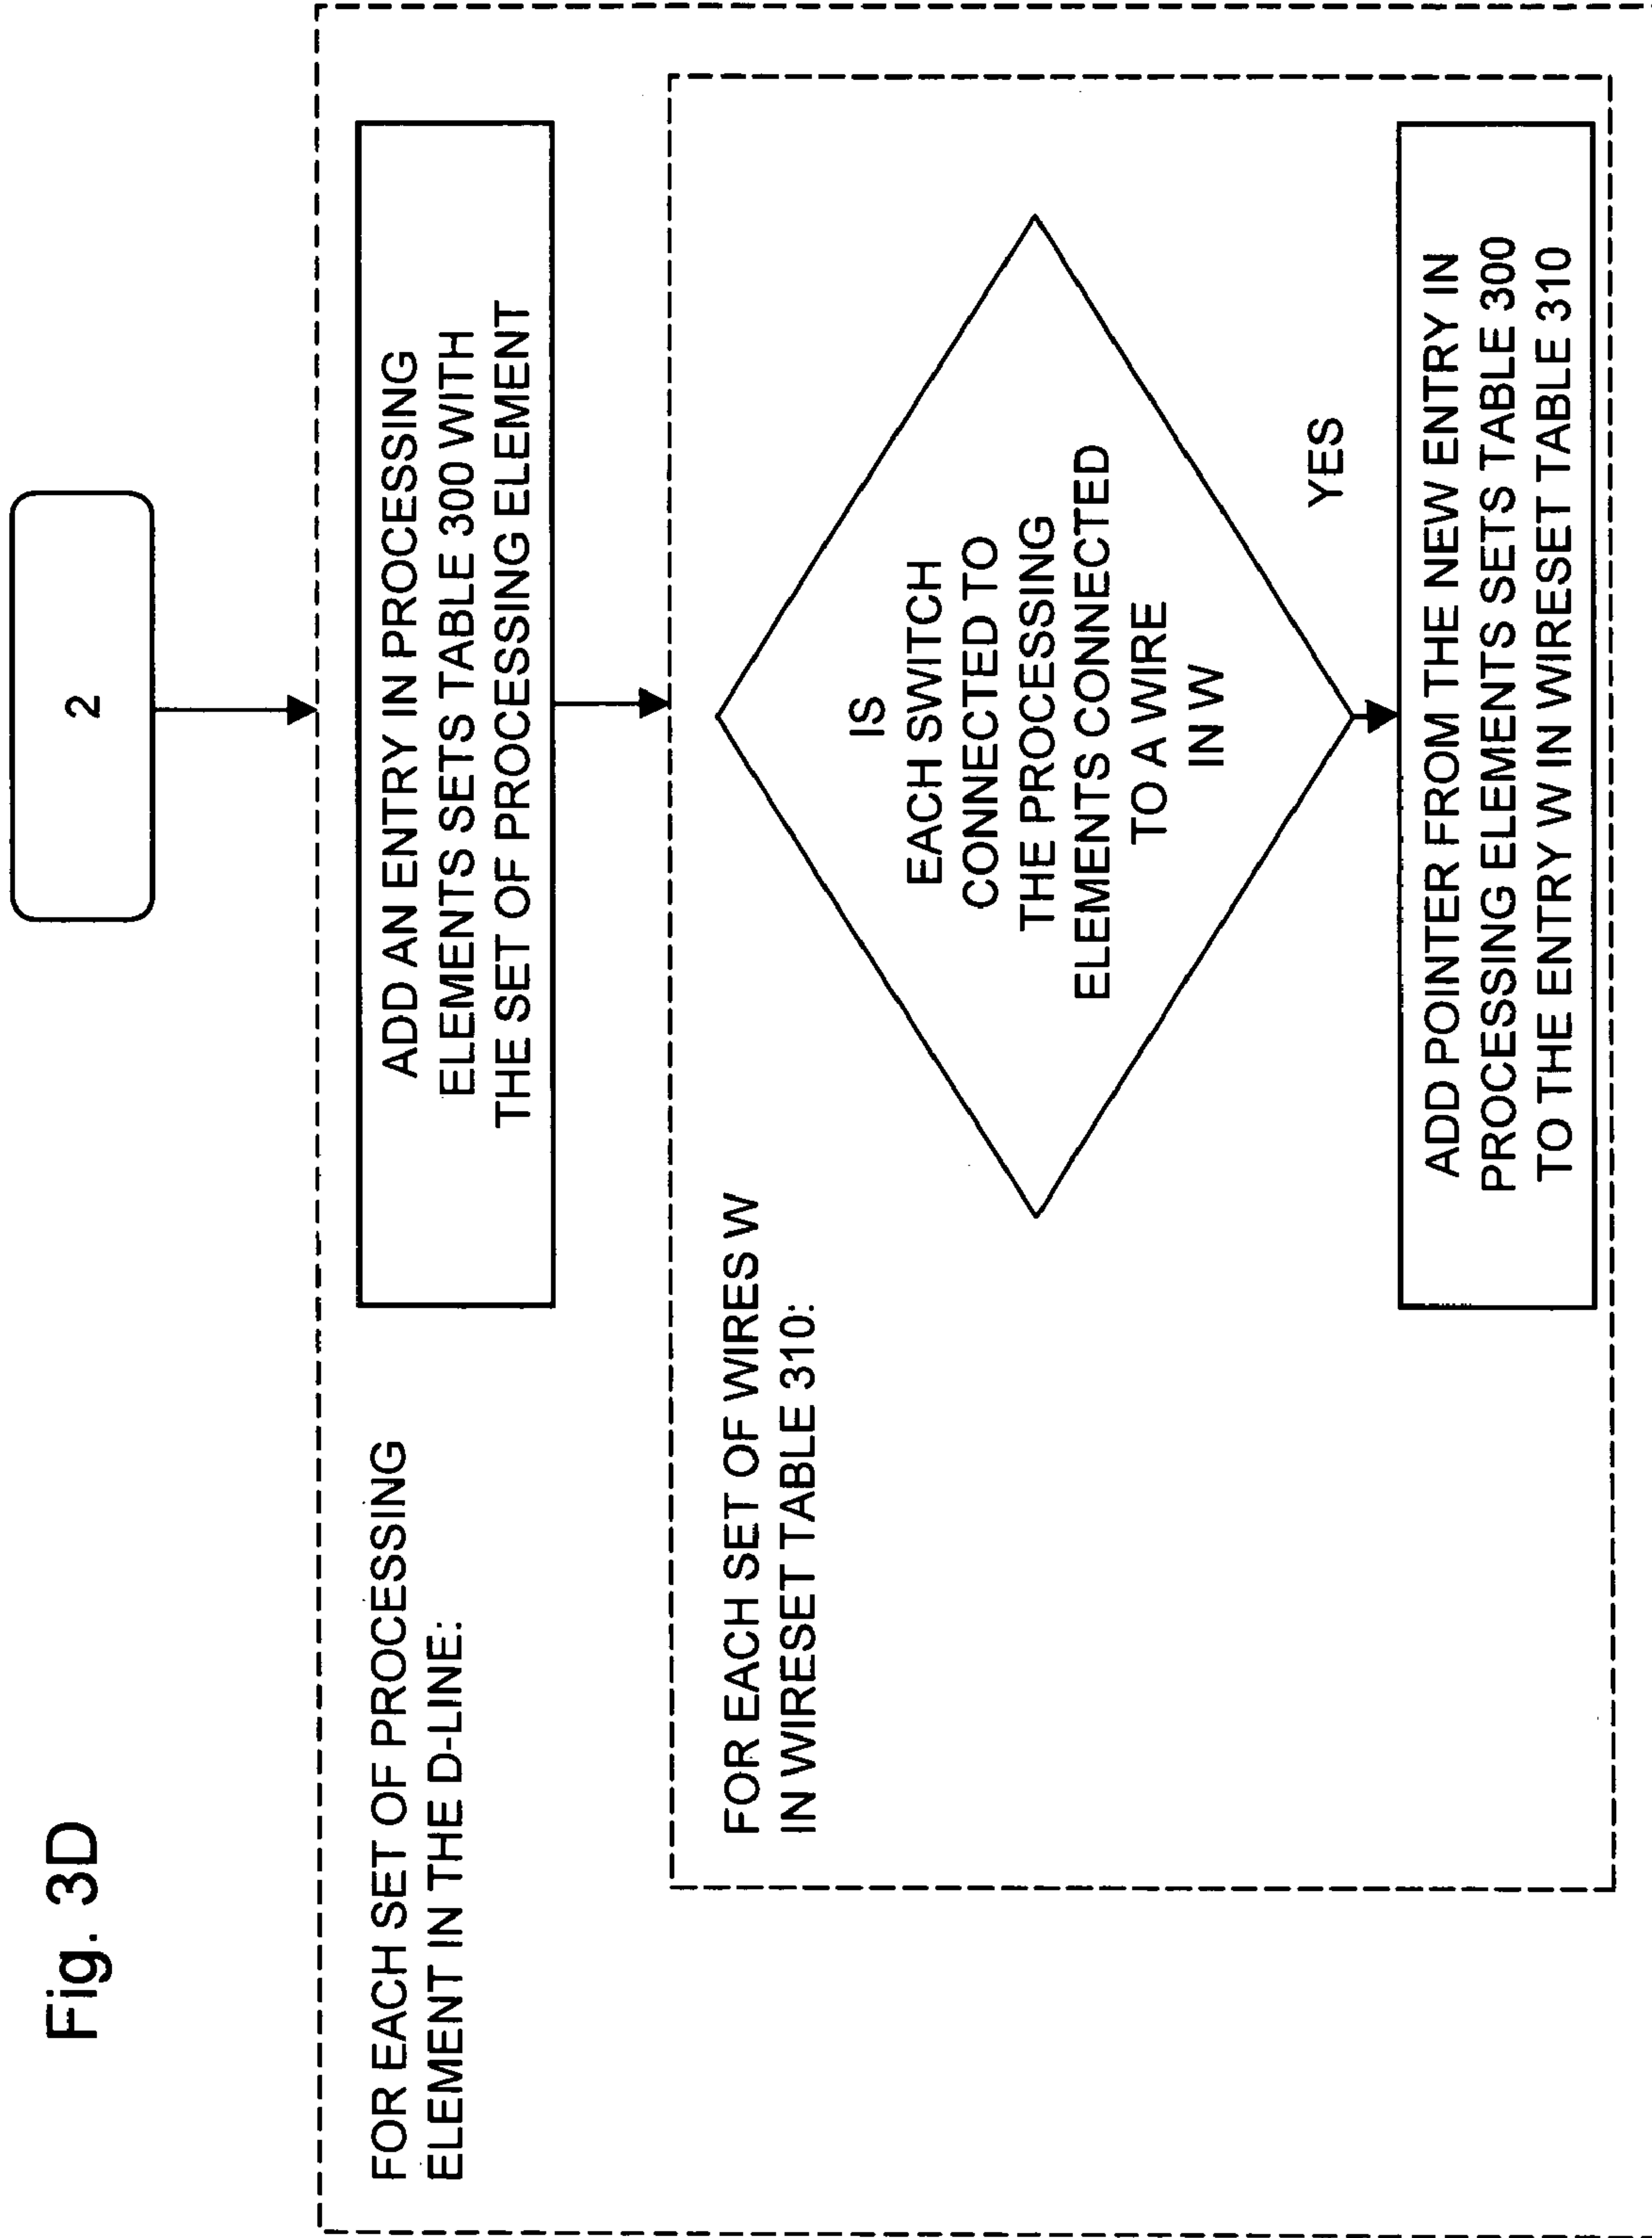 Fig. 3D
2
FOR EACH SET OF PROCESSING
ELEMENT IN THE D-LINE:
ADD AN ENTRY IN PROCESSING
ELEMENTS SETS TABLE 300 WITH
THE SET OF PROCESSING ELEMENT
FOR EACH SET OF WIRES W
IN WIRESET TABLE 310:
IS
EACH SWITCH
CONNECTED TO
THE PROCESSING
ELEMENTS CONNECTED
TO A WIRE
IN W
YES
ADD POINTER FROM THE NEW ENTRY IN
PROCESSING ELEMENTS SETS TABLE 300
TO THE ENTRY W IN WIRESET TABLE 310